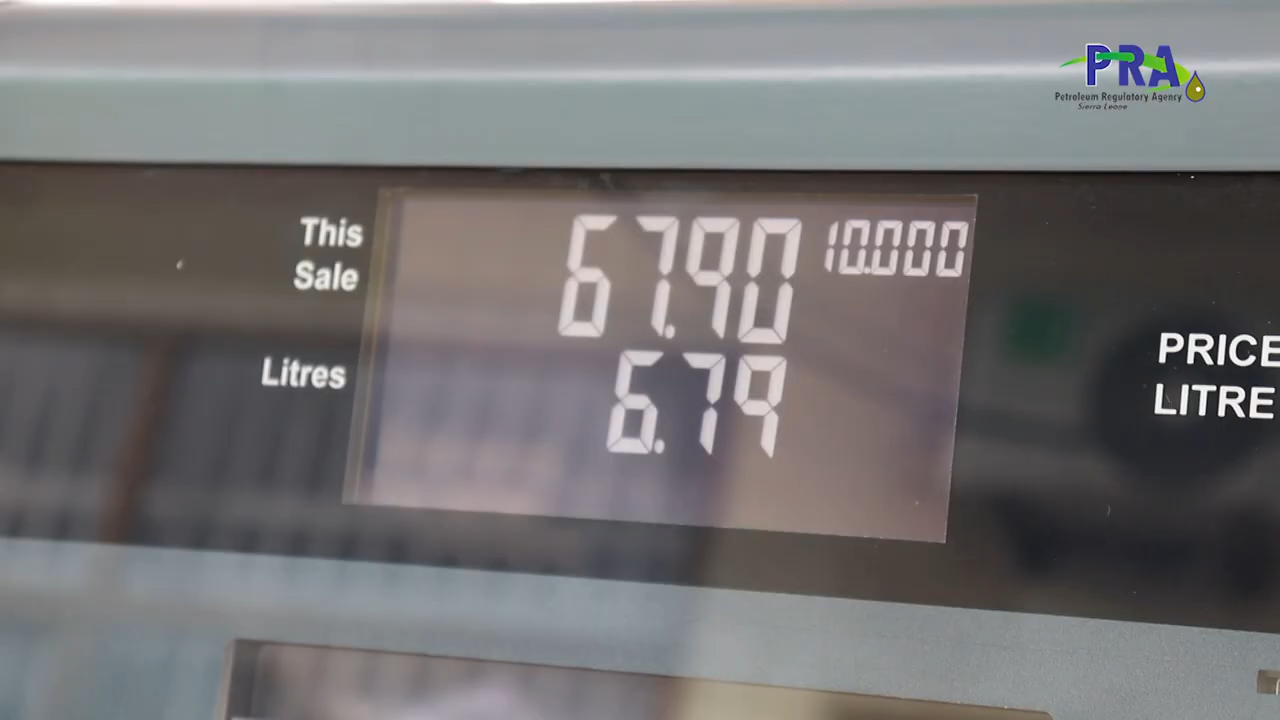 PRA
Petroleum Regulatory Agency
Sierra Leone
This
Sale
67.90
10.000
Litres
6.79
PRICE
LITRE